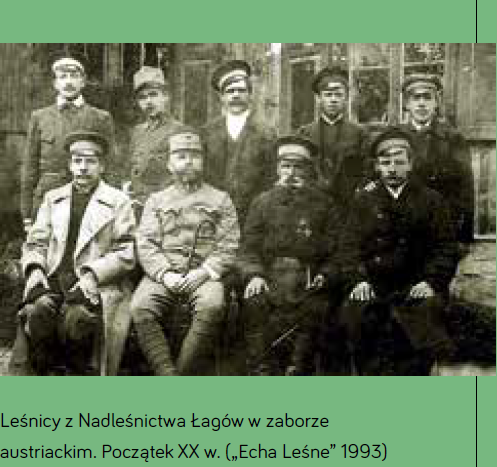 Leśnicy z Nadleśnictwa Łagów w zaborze
austriackim. Początek XX w. („Echa Leśne” 1993)